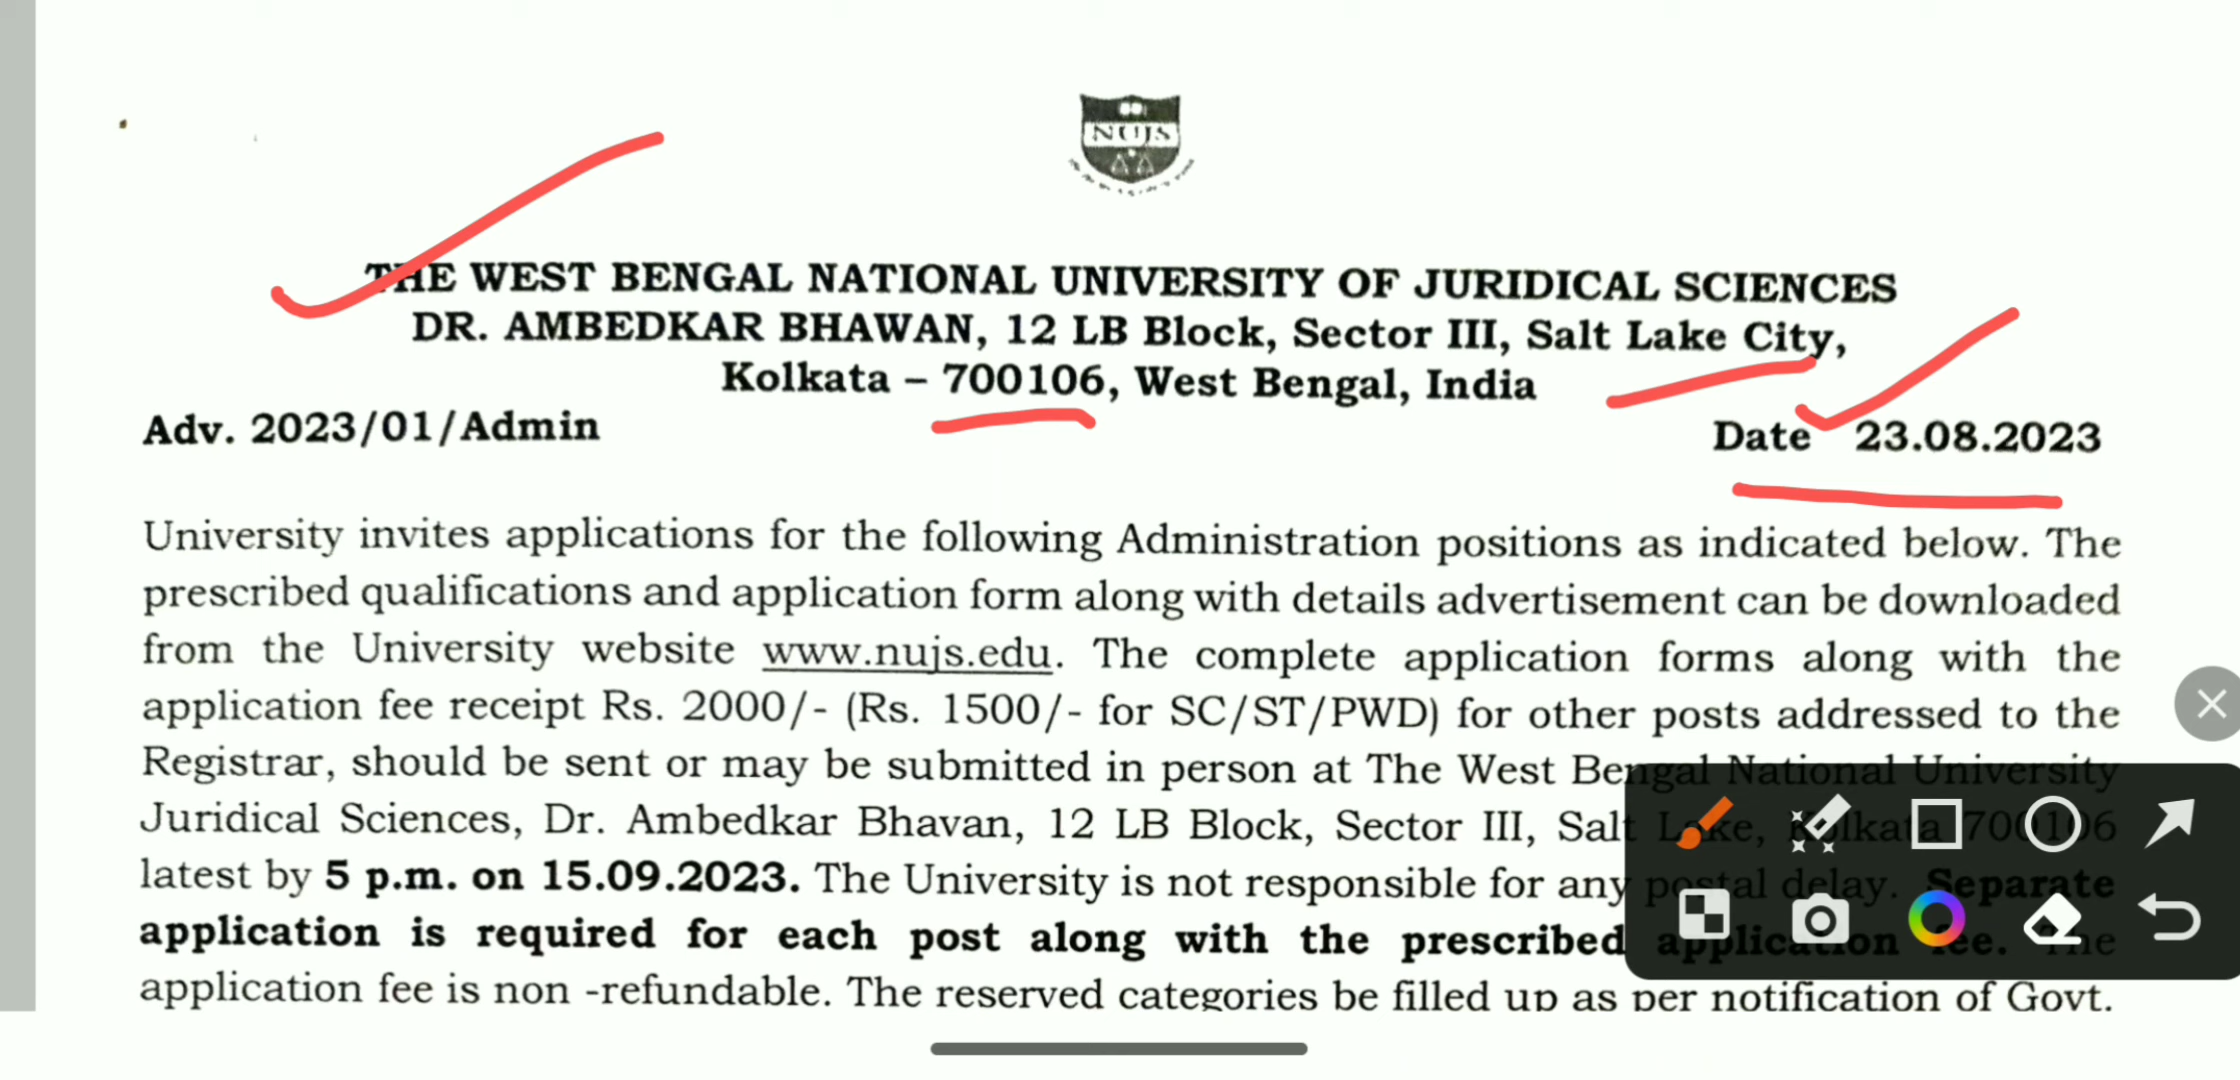 NUJS
THE WEST BENGAL NATIONAL UNIVERSITY OF JURIDICAL SCIENCES
DR. AMBEDKAR BHAWAN, 12 LB Block, Sector III, Salt Lake City,
Kolkata – 700106, West Bengal, India
Adv. 2023/01/Admin Date 23.08.2023
University invites applications for the following Administration positions as indicated below. The
prescribed qualifications and application form along with details advertisement can be downloaded
from the University website www.nujs.edu. The complete application forms along with the
application fee receipt Rs. 2000/- (Rs. 1500/- for SC/ST/PWD) for other posts addressed to the
Registrar, should be sent or may be submitted in person at The West Bengal National University
Juridical Sciences, Dr. Ambedkar Bhavan, 12 LB Block, Sector III, Salt Lake, Kolkata 700106
latest by 5 p.m. on 15.09.2023. The University is not responsible for any postal delay. Separate
application is required for each post along with the prescribed application fee. The
application fee is non -refundable. The reserved categories be filled up as per notification of Govt.